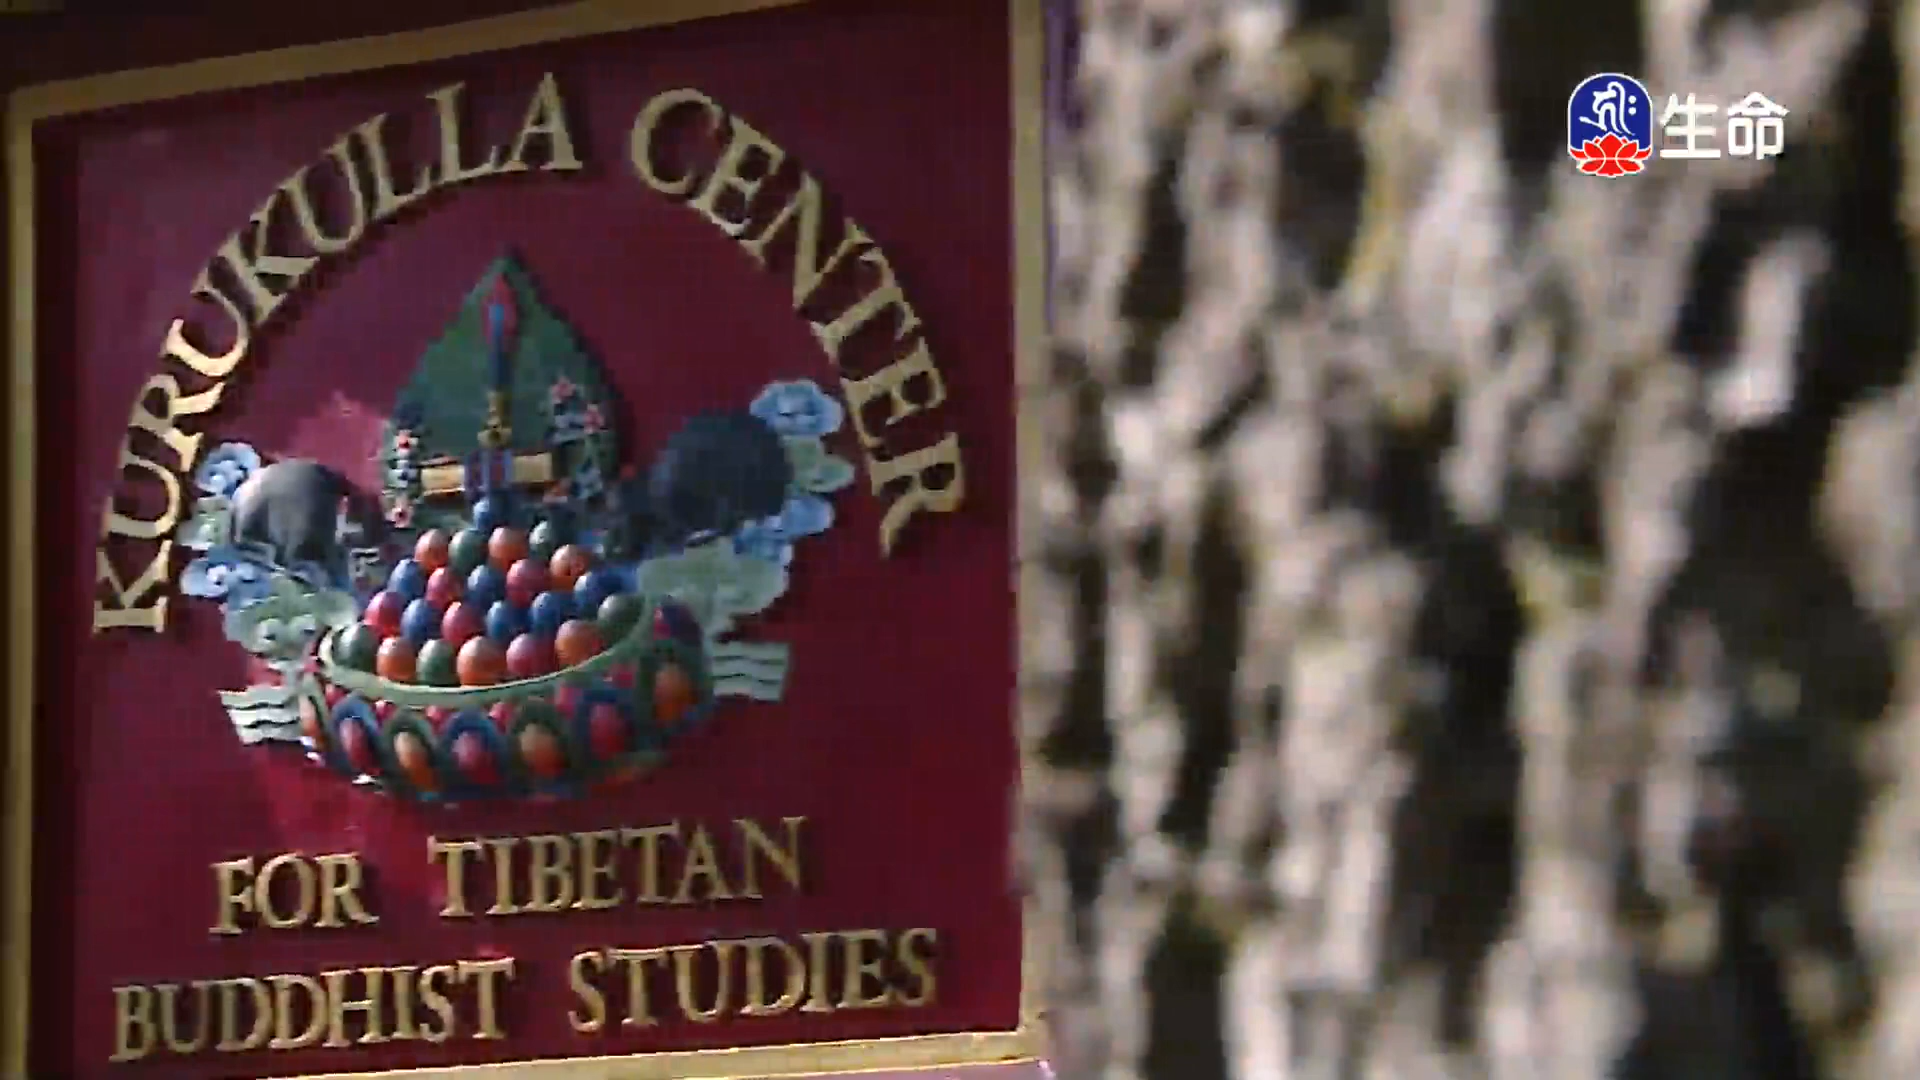 KURUKULLA CENTER
FOR TIBETAN
BUDDHIST STUDIES
生命